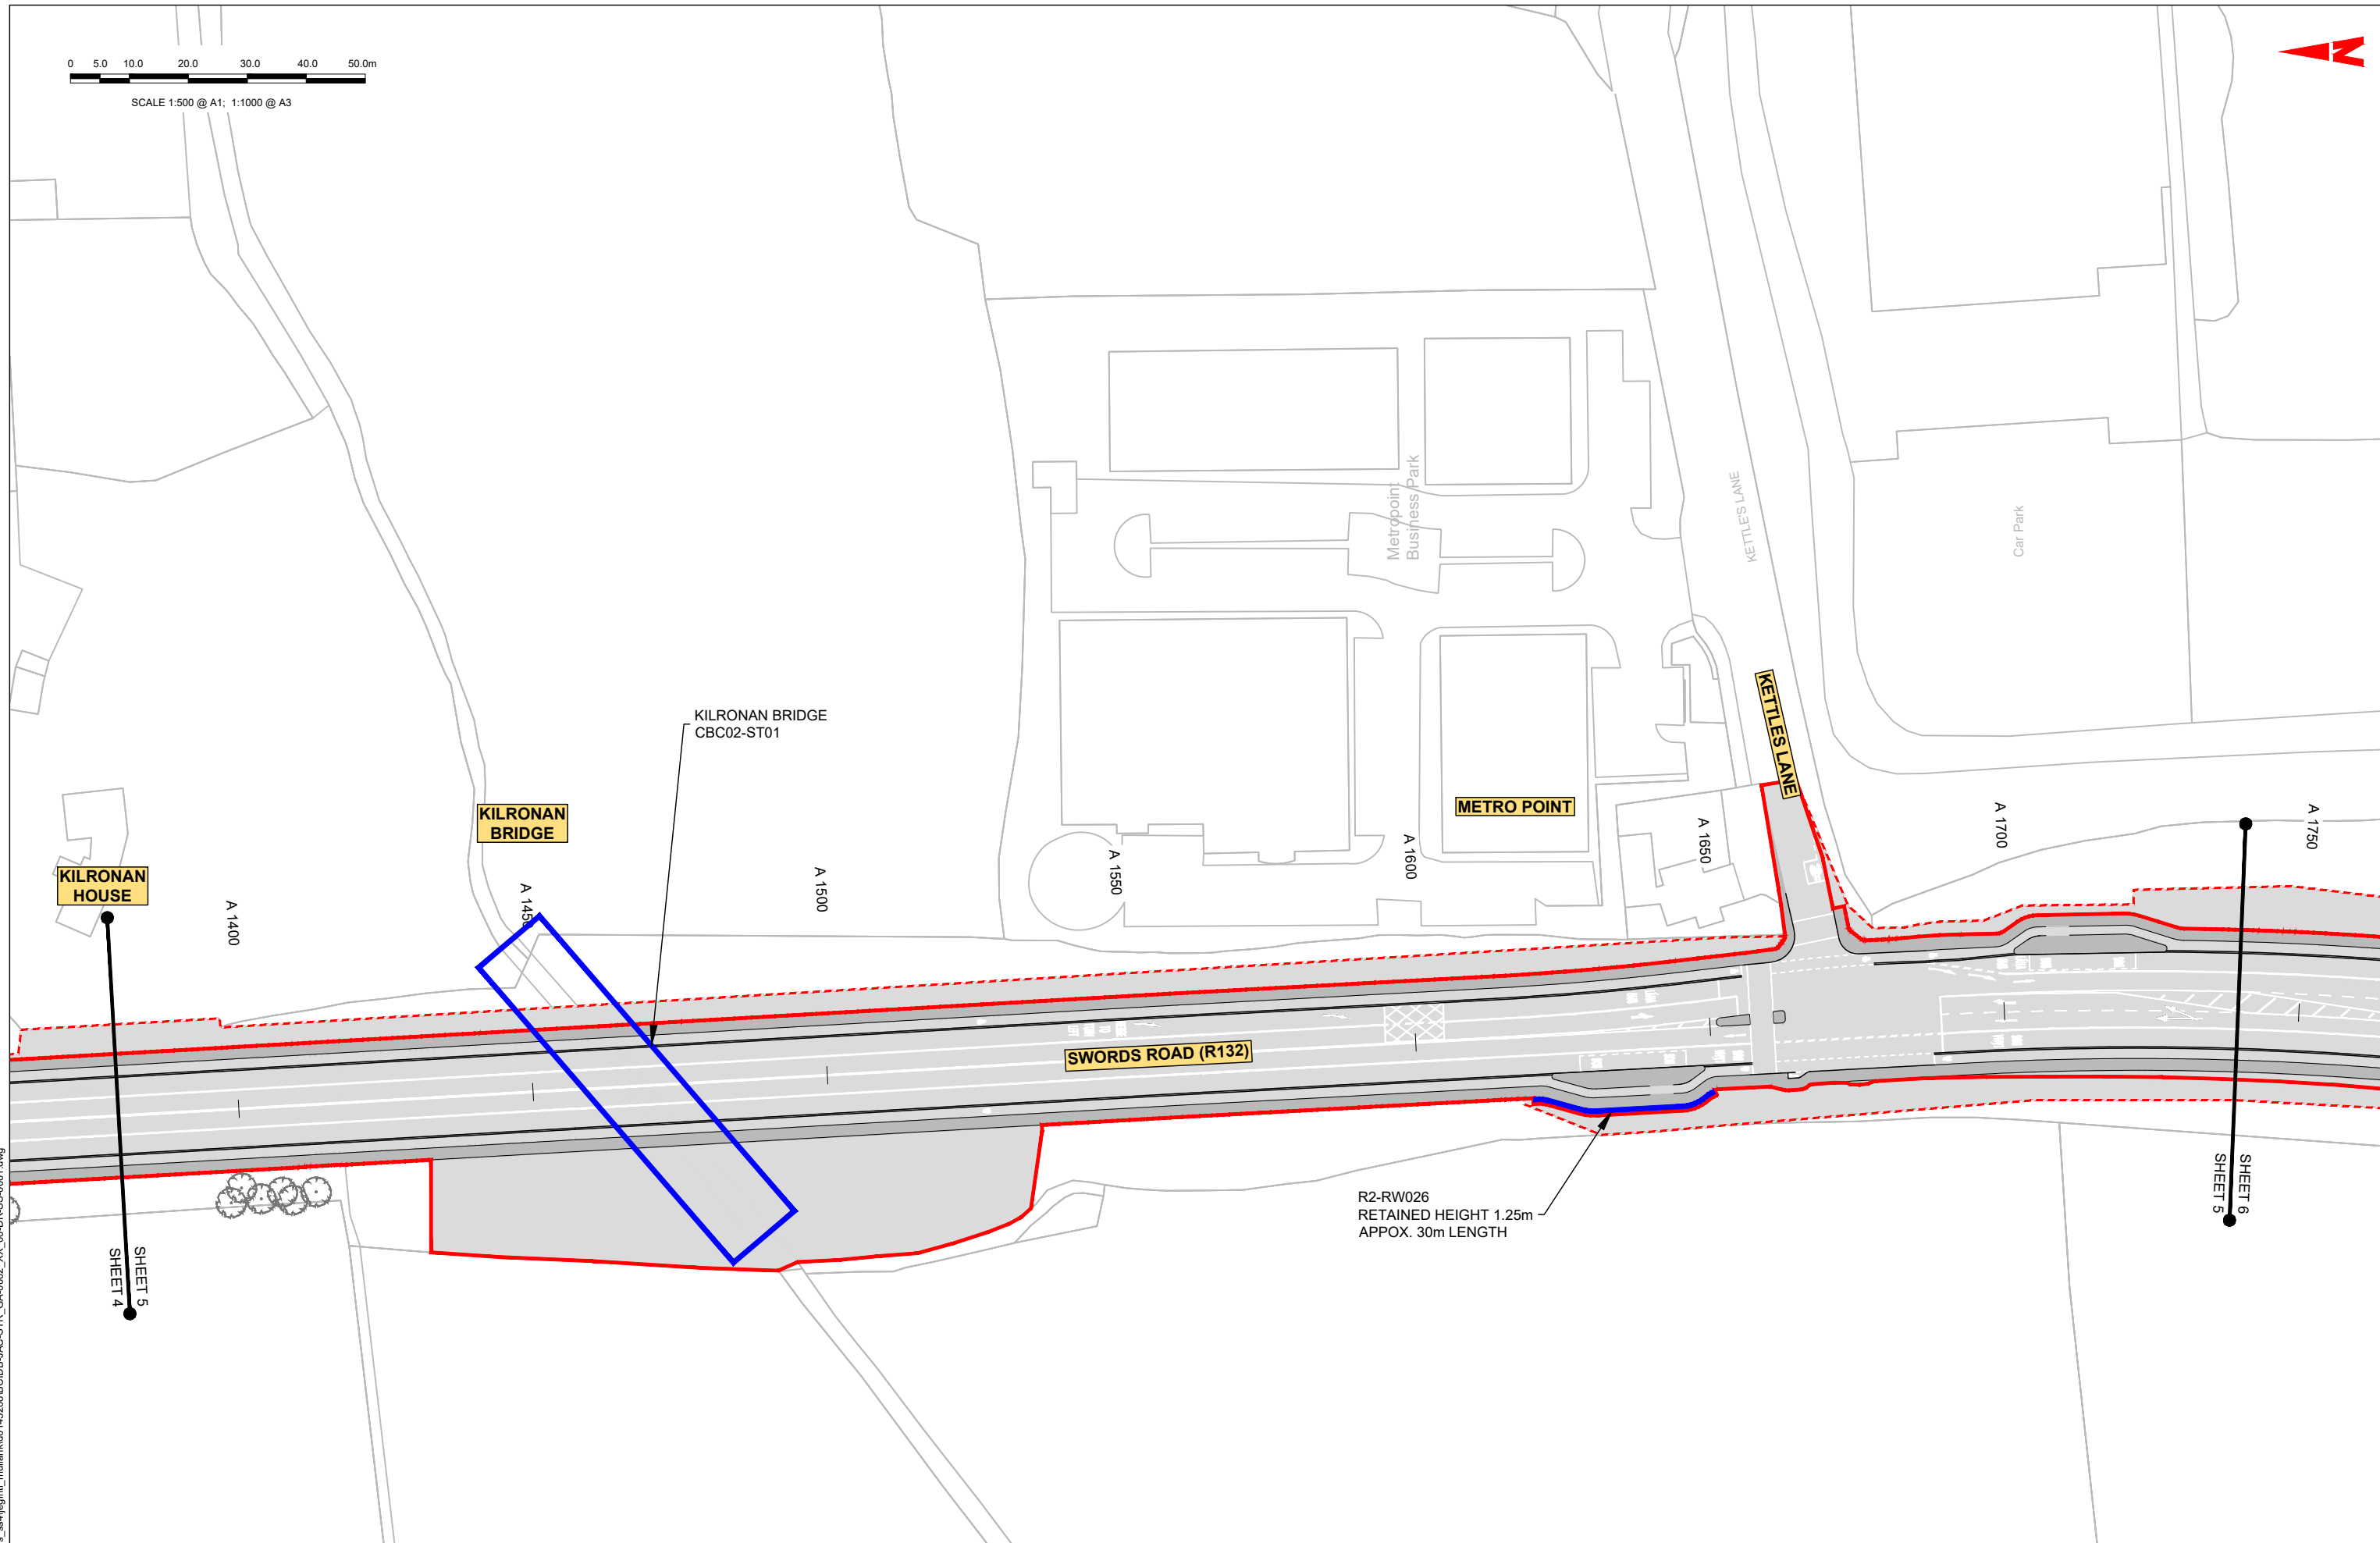 0 5.0 10.0 20.0 30.0 40.0 50.0m
SCALE 1:500 @ A1; 1:1000 @ A3
N
Metropoint
Business Park
KETTLE'S LANE
Car Park
KILRONAN BRIDGE
CBC02-ST01
KETTLES LANE
KILRONAN
BRIDGE
METRO POINT
KILRONAN
HOUSE
A 1400
A 1450
A 1500
A 1550
A 1600
A 1650
A 1700
A 1750
SWORDS ROAD (R132)
R2-RW026
RETAINED HEIGHT 1.25m
APPOX. 30m LENGTH
SHEET 5
SHEET 4
SHEET 6
SHEET 5